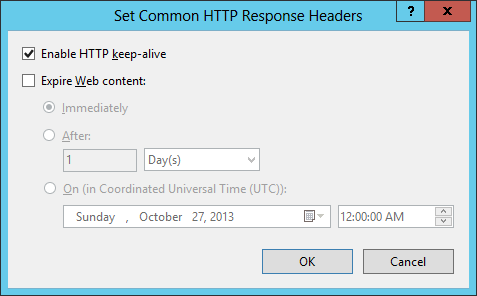 Set Common HTTP Response Headers
?
x
Enable HTTP keep-alive
Expire Web content:
Immediately
After:
1 Day(s)
On (in Coordinated Universal Time (UTC)):
Sunday , October 27, 2013 12:00:00 AM
OK Cancel